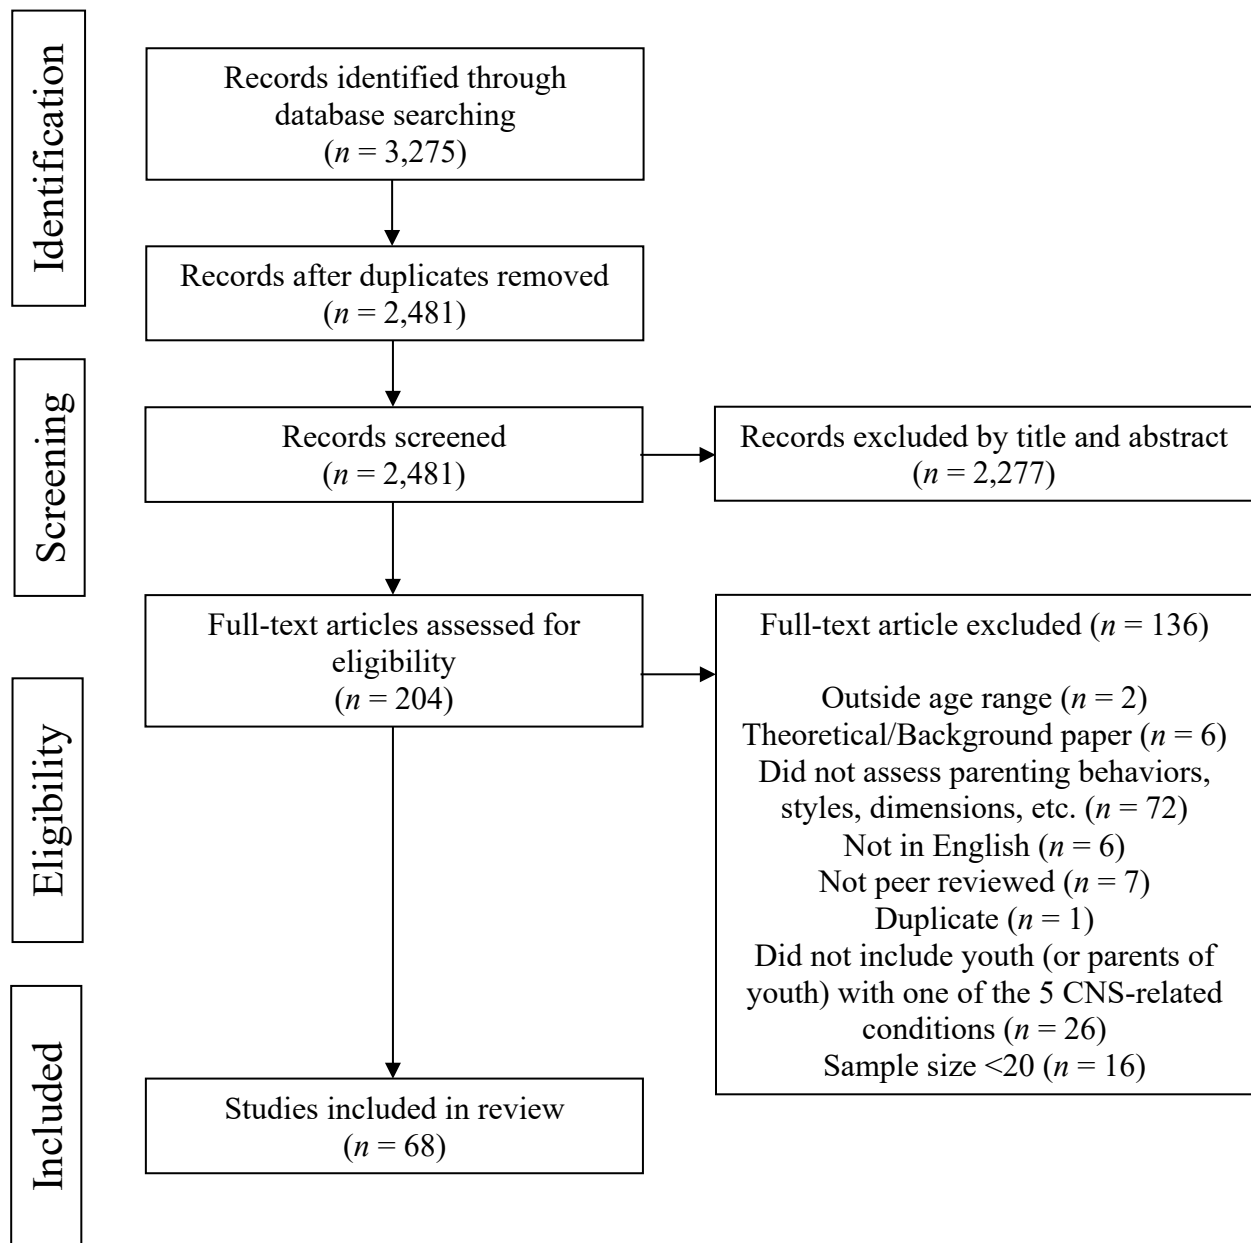 Identification
Records identified through
database searching
(n = 3,275)
Records after duplicates removed
(n = 2,481)
Screening
Records screened
(n = 2,481)
Records excluded by title and abstract
(n = 2,277)
Eligibility
Full-text articles assessed for
eligibility
(n = 204)
Full-text article excluded (n = 136)
Outside age range (n = 2)
Theoretical/Background paper (n = 6)
Did not assess parenting behaviors,
styles, dimensions, etc. (n = 72)
Not in English (n = 6)
Not peer reviewed (n = 7)
Duplicate (n = 1)
Did not include youth (or parents of
youth) with one of the 5 CNS-related
conditions (n = 26)
Sample size <20 (n = 16)
Included
Studies included in review
(n = 68)